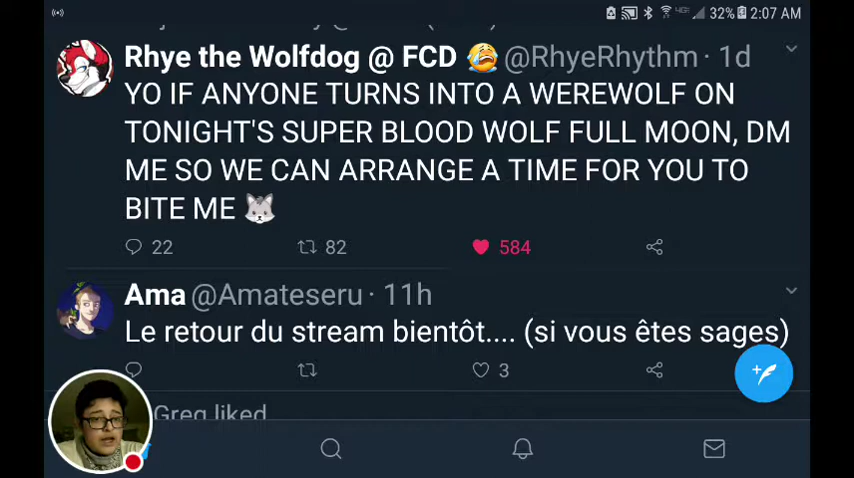 32% 2:07 AM
Rhye the Wolfdog @ FCD 😭 @RhyeRhythm · 1d
YO IF ANYONE TURNS INTO A WEREWOLF ON
TONIGHT'S SUPER BLOOD WOLF FULL MOON, DM
ME SO WE CAN ARRANGE A TIME FOR YOU TO
BITE ME 🐺
22 82 584
Ama @Amateseru · 11h
Le retour du stream bientôt.... (si vous êtes sages)
3
Greg liked